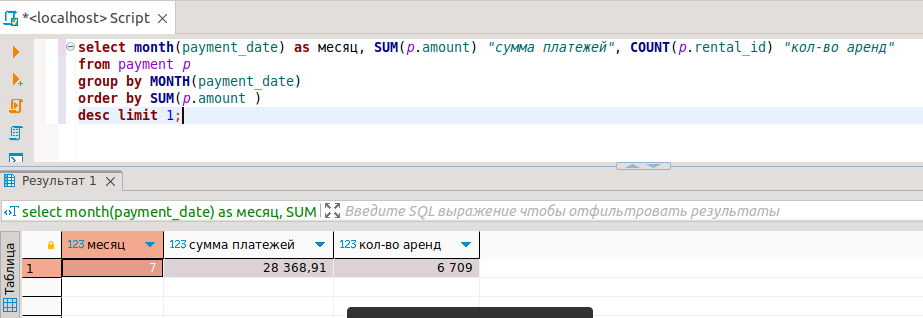 *<localhost> Script
select month(payment_date) as месяц, SUM(p.amount) "сумма платежей", COUNT(p.rental_id) "кол-во аренд"
from payment p
group by MONTH(payment_date)
order by SUM(p.amount )
desc limit 1;
Результат 1
select month(payment_date) as месяц, SUM Введите SQL выражение чтобы отфильтровать результаты
Таблица
123 месяц 123 сумма платежей 123 кол-во аренд
1 7 28 368,91 6 709